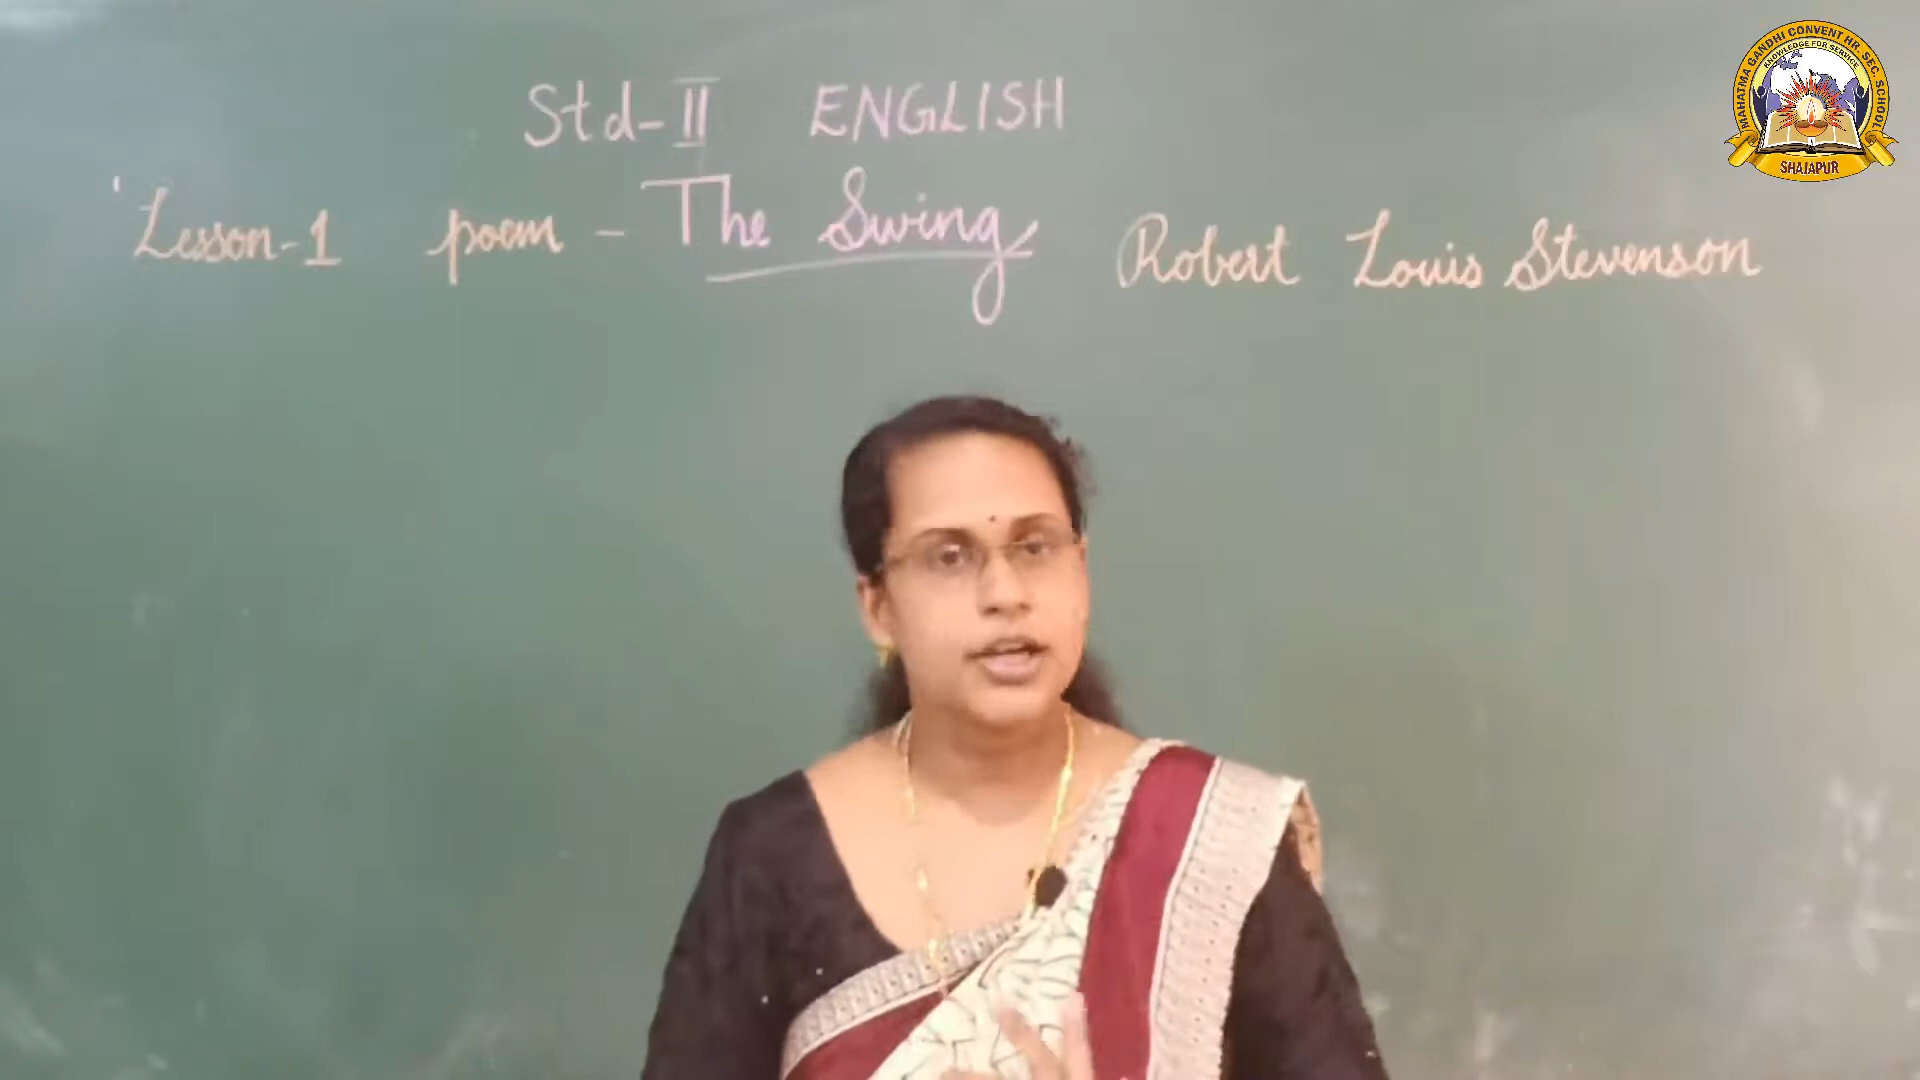 Std-II ENGLISH
Lesson-1 poem - The Swing Robert Louis Stevenson
MAHATMA GANDHI CONVENT HR. SEC. SCHOOL
KNOWLEDGE FOR SERVICE
SHAJAPUR